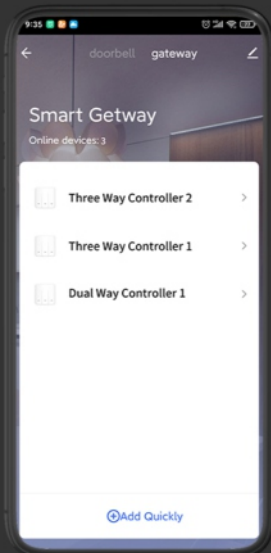 9:35
doorbell gateway
Smart Getway
Online devices: 3
Three Way Controller 2
Three Way Controller 1
Dual Way Controller 1
Add Quickly